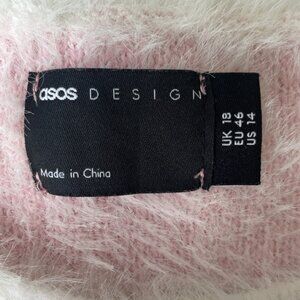 asos DESIGN
Made in China
UK 18
EU 46
US 14